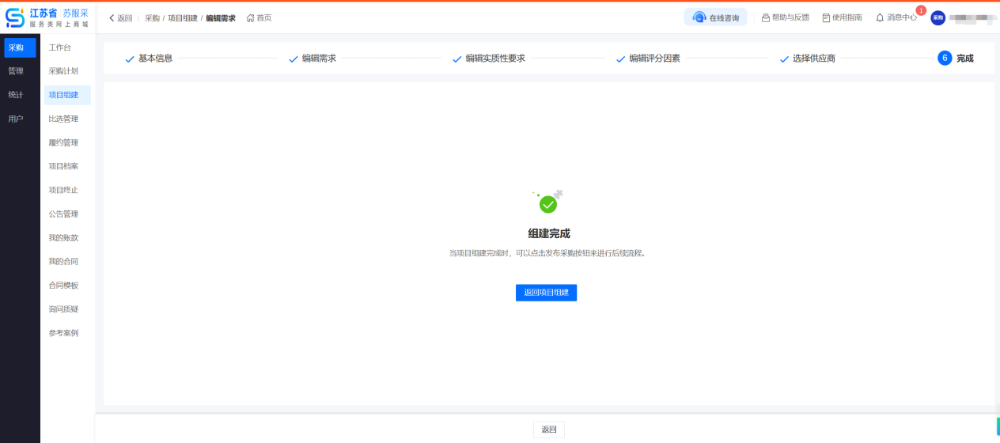 江苏省 苏服采
服务类网上商城
返回 采购 / 项目组建 / 编辑需求 首页
在线咨询 帮助与反馈 使用指南 消息中心 1 采购
采购
管理
统计
用户
工作台
采购计划
项目组建
比选管理
履约管理
项目档案
项目终止
公告管理
我的账款
我的合同
合同模板
询问质疑
参考案例
基本信息 编辑需求 编辑实质性要求 编辑评分因素 选择供应商 6 完成
组建完成
当项目组建完成时，可以点击发布采购按钮来进行后续流程。
返回项目组建
返回